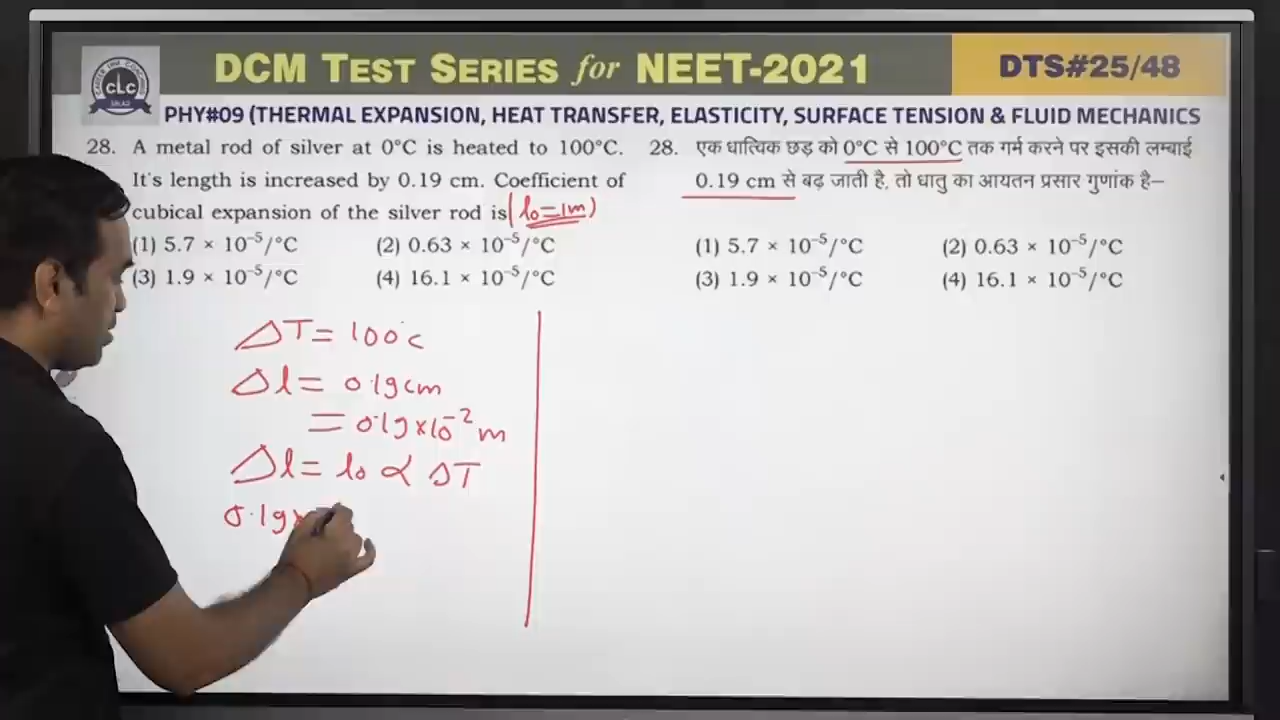 DCM TEST SERIES for NEET-2021
DTS#25/48
CLC
PHY#09 (THERMAL EXPANSION, HEAT TRANSFER, ELASTICITY, SURFACE TENSION & FLUID MECHANICS
28. A metal rod of silver at 0°C is heated to 100°C.
It's length is increased by 0.19 cm. Coefficient of
cubical expansion of the silver rod is (l₀=1m)
(1) 5.7 × 10⁻⁵/°C (2) 0.63 × 10⁻⁵/°C
(3) 1.9 × 10⁻⁵/°C (4) 16.1 × 10⁻⁵/°C
28. एक धात्विक छड़ को 0°C से 100°C तक गर्म करने पर इसकी लम्बाई
0.19 cm से बढ़ जाती है, तो धातु का आयतन प्रसार गुणांक है–
(1) 5.7 × 10⁻⁵/°C (2) 0.63 × 10⁻⁵/°C
(3) 1.9 × 10⁻⁵/°C (4) 16.1 × 10⁻⁵/°C
ΔT = 100°c
Δl = 0.19cm
= 0.19×10⁻² m
Δl = l₀ α ΔT
0.19×